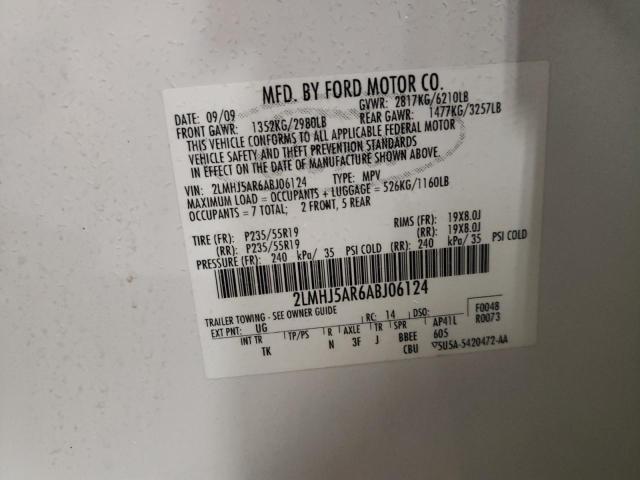 MFD. BY FORD MOTOR CO.
DATE: 09/09 GVWR: 2817KG/6210LB
FRONT GAWR: 1352KG/2980LB REAR GAWR: 1477KG/3257LB
THIS VEHICLE CONFORMS TO ALL APPLICABLE FEDERAL MOTOR
VEHICLE SAFETY AND THEFT PREVENTION STANDARDS
IN EFFECT ON THE DATE OF MANUFACTURE SHOWN ABOVE.
VIN: 2LMHJ5AR6ABJ06124 TYPE: MPV
MAXIMUM LOAD = OCCUPANTS + LUGGAGE = 526KG/1160LB
OCCUPANTS = 7 TOTAL; 2 FRONT, 5 REAR
TIRE (FR): P235/55R19 RIMS (FR): 19X8.0J
(RR): P235/55R19 (RR): 19X8.0J
PRESSURE (FR): 240 kPa/ 35 PSI COLD (RR): 240 kPa/ 35 PSI COLD
2LMHJ5AR6ABJ06124
TRAILER TOWING - SEE OWNER GUIDE
EXT PNT: UG RC: 14 DSO: F0048
INT TR TP/PS R AXLE TR SPR AP41L R0073
TK N 3F J BBEE 605
CBU 5U5A-5420472-AA